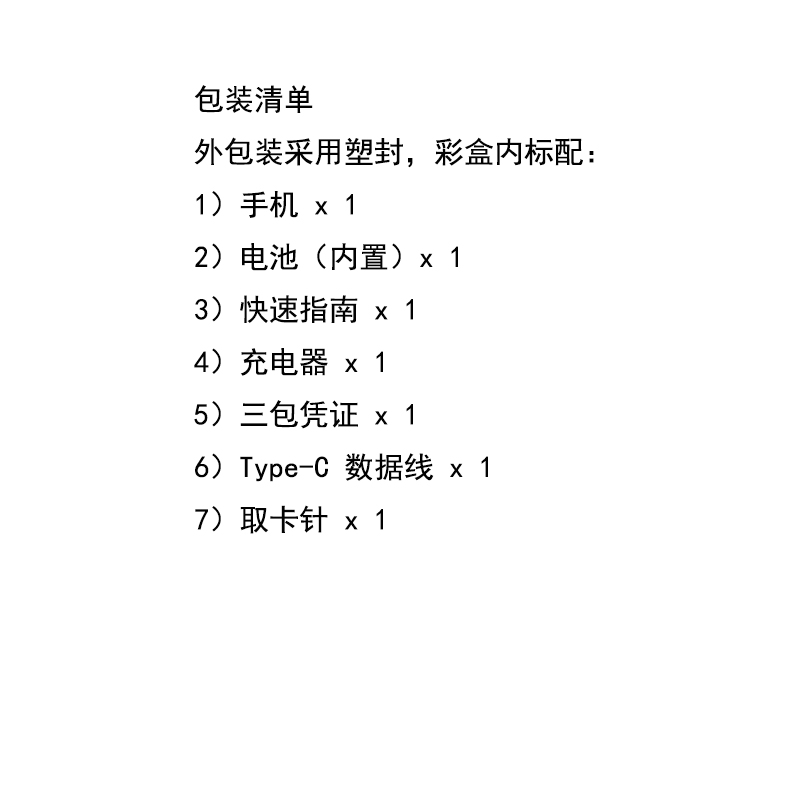 包装清单
外包装采用塑封，彩盒内标配：
1）手机 x 1
2）电池（内置）x 1
3）快速指南 x 1
4）充电器 x 1
5）三包凭证 x 1
6）Type-C 数据线 x 1
7）取卡针 x 1